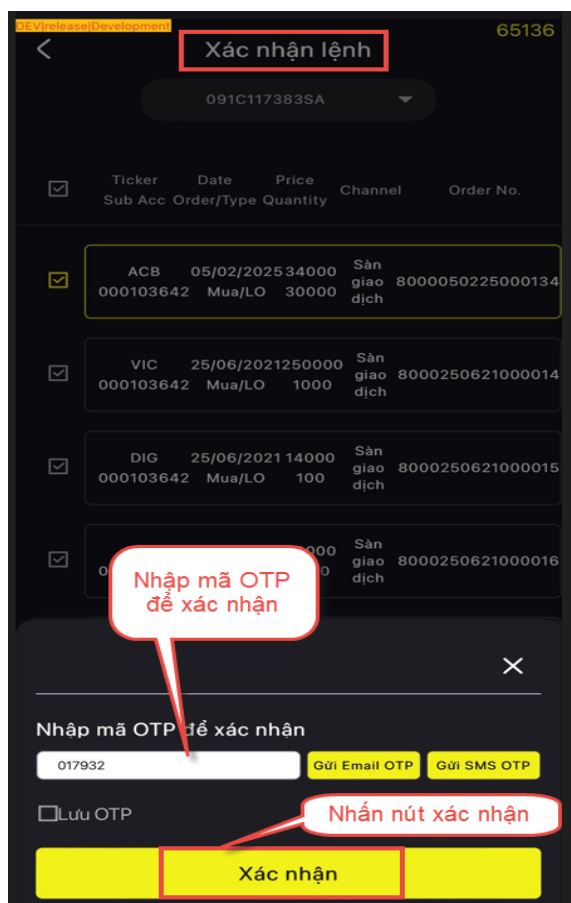 DEV|release|Development
65136
Xác nhận lệnh
091C117383SA
Ticker Date Price Channel Order No.
Sub Acc Order/Type Quantity
ACB 05/02/2025 34000 Sàn giao dịch 8000050225000134
000103642 Mua/LO 30000
VIC 25/06/2021 250000 Sàn giao dịch 8000250621000014
000103642 Mua/LO 1000
DIG 25/06/2021 14000 Sàn giao dịch 8000250621000015
000103642 Mua/LO 100
Sàn giao dịch 8000250621000016
Nhập mã OTP
để xác nhận
Nhập mã OTP để xác nhận
017932
Gửi Email OTP
Gửi SMS OTP
Lưu OTP
Nhấn nút xác nhận
Xác nhận